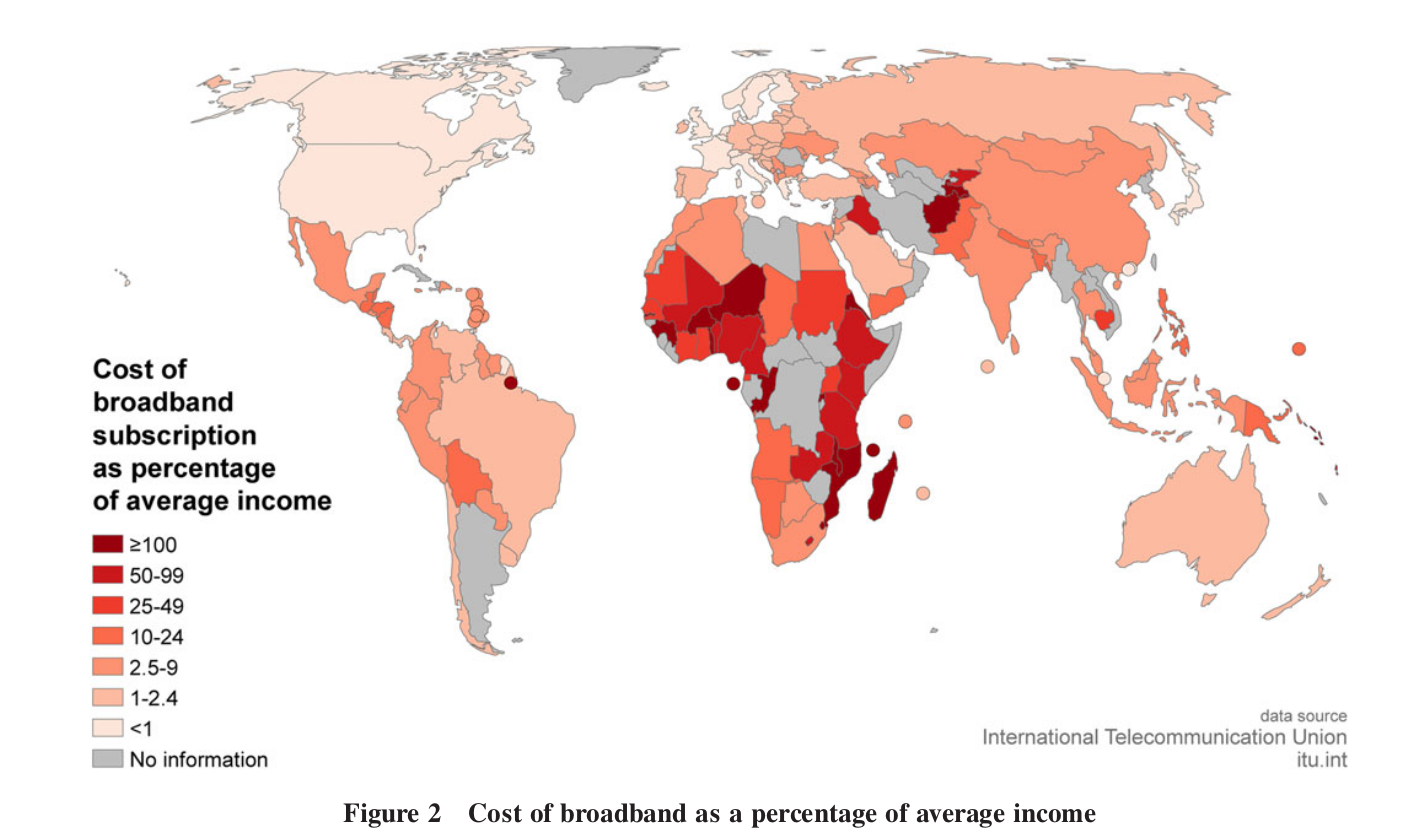 Cost of
broadband
subscription
as percentage
of average income
≥100
50-99
25-49
10-24
2.5-9
1-2.4
<1
No information
data source
International Telecommunication Union
itu.int
Figure 2 Cost of broadband as a percentage of average income